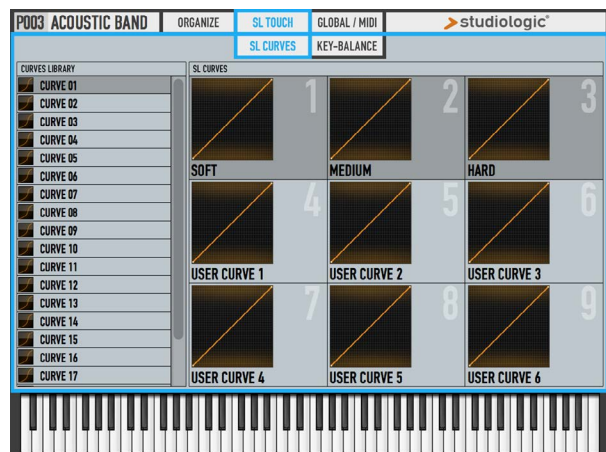 P003 ACOUSTIC BAND
ORGANIZE
SL TOUCH
GLOBAL / MIDI
studiologic®
SL CURVES
KEY-BALANCE
CURVES LIBRARY
CURVE 01
CURVE 02
CURVE 03
CURVE 04
CURVE 05
CURVE 06
CURVE 07
CURVE 08
CURVE 09
CURVE 10
CURVE 11
CURVE 12
CURVE 13
CURVE 14
CURVE 15
CURVE 16
CURVE 17
SL CURVES
1
SOFT
2
MEDIUM
3
HARD
4
USER CURVE 1
5
USER CURVE 2
6
USER CURVE 3
7
USER CURVE 4
8
USER CURVE 5
9
USER CURVE 6